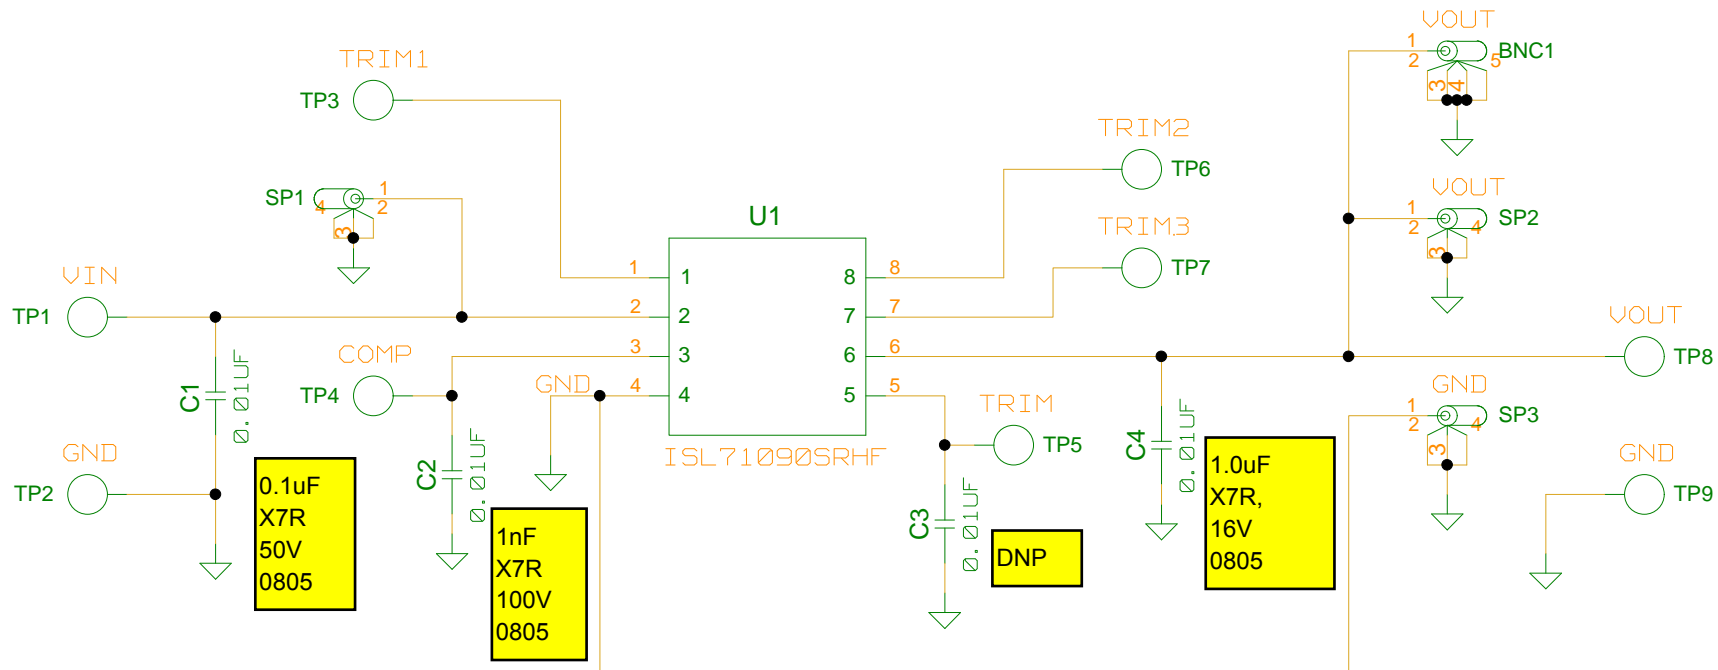 VOUT
1
2
3
4
5
BNC1
TRIM1
TP3
TRIM2
TP6
SP1
1
2
3
4
VOUT
1
2
3
4
SP2
U1
TRIM3
TP7
1
1
8
8
VIN
TP1
2
2
7
7
VOUT
TP8
COMP
TP4
3
3
6
6
GND
4
4
5
5
C1
0.01UF
TRIM
TP5
GND
1
2
3
4
SP3
ISL71090SRHF
GND
TP2
C2
0.01UF
C4
0.01UF
GND
TP9
0.1uF
X7R
50V
0805
1nF
X7R
100V
0805
C3
0.01UF
DNP
1.0uF
X7R,
16V
0805